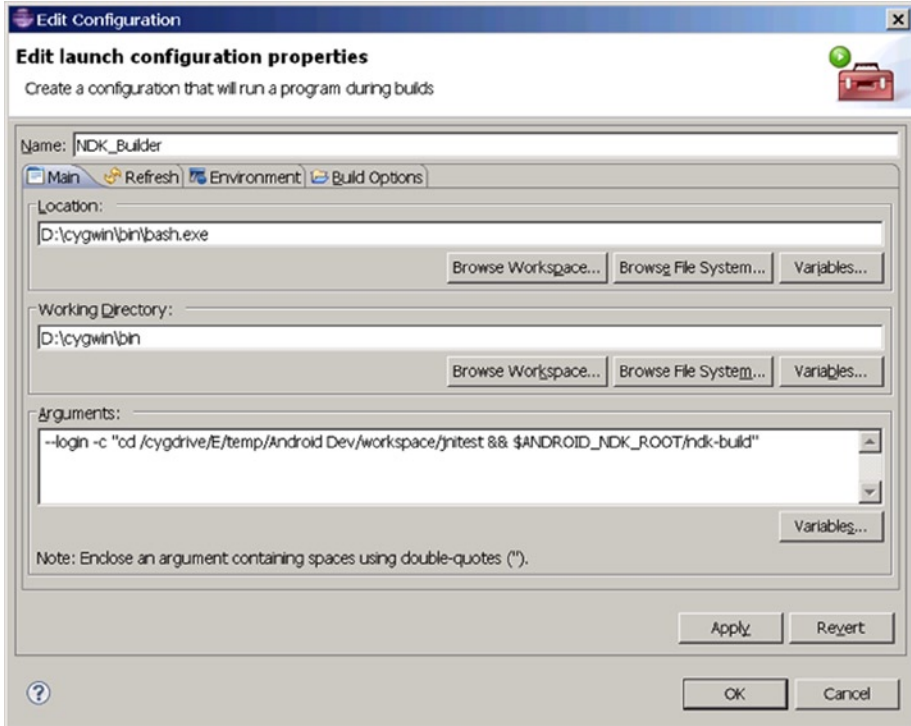 Edit Configuration
Edit launch configuration properties
Create a configuration that will run a program during builds
Name: NDK_Builder
Main Refresh Environment Build Options
Location:
D:\cygwin\bin\bash.exe
Browse Workspace... Browse File System... Variables...
Working Directory:
D:\cygwin\bin
Browse Workspace... Browse File System... Variables...
Arguments:
--login -c "cd /cygdrive/E/temp/Android Dev/workspace/jnitest && $ANDROID_NDK_ROOT/ndk-build"
Variables...
Note: Enclose an argument containing spaces using double-quotes (").
Apply Revert
OK Cancel